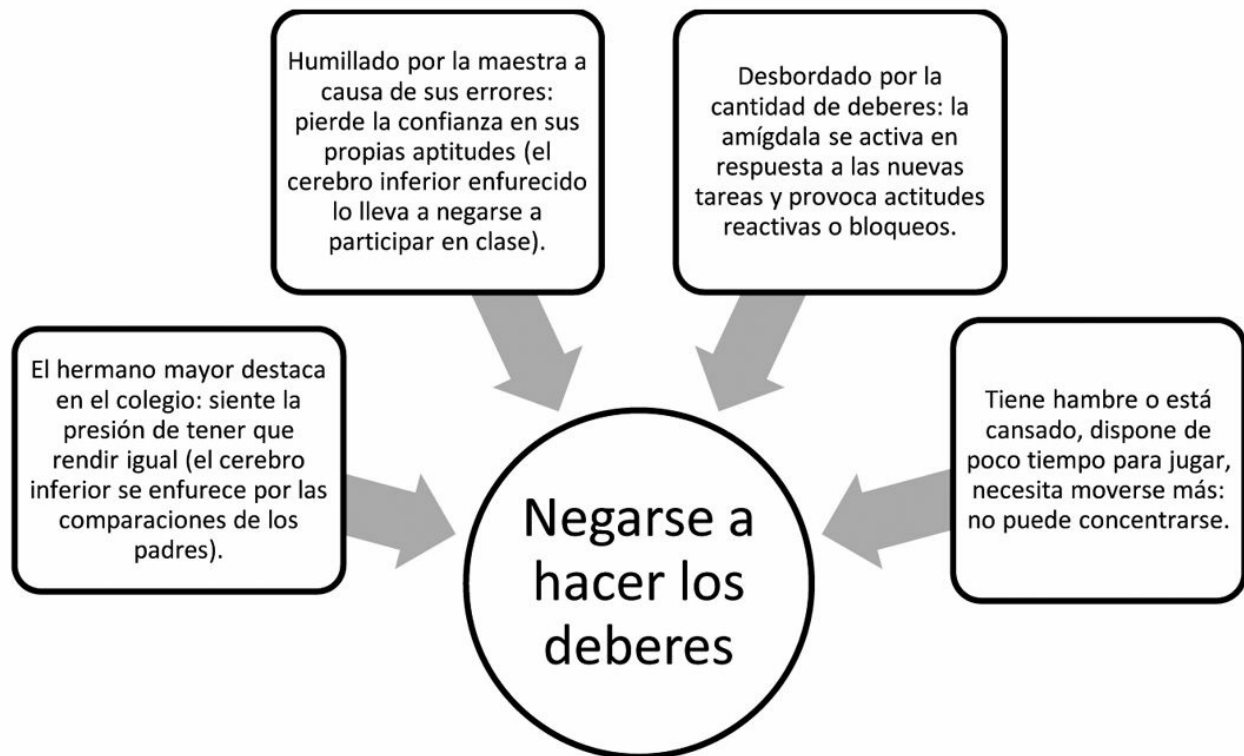 Humillado por la maestra a
causa de sus errores:
pierde la confianza en sus
propias aptitudes (el
cerebro inferior enfurecido
lo lleva a negarse a
participar en clase).
Desbordado por la
cantidad de deberes: la
amígdala se activa en
respuesta a las nuevas
tareas y provoca actitudes
reactivas o bloqueos.
El hermano mayor destaca
en el colegio: siente la
presión de tener que
rendir igual (el cerebro
inferior se enfurece por las
comparaciones de los
padres).
Tiene hambre o está
cansado, dispone de
poco tiempo para jugar,
necesita moverse más:
no puede concentrarse.
Negarse a
hacer los
deberes